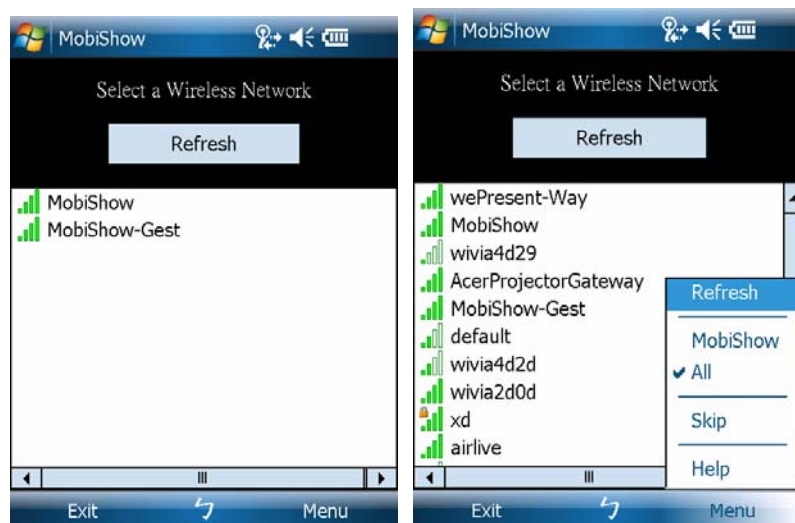 MobiShow
Select a Wireless Network
Refresh
MobiShow
MobiShow-Gest
Exit ㄅ Menu
MobiShow
Select a Wireless Network
Refresh
wePresent-Way
MobiShow
wivia4d29
AcerProjectorGateway
MobiShow-Gest
default
wivia4d2d
wivia2d0d
xd
airlive
Refresh
MobiShow
All
Skip
Help
Exit ㄅ Menu